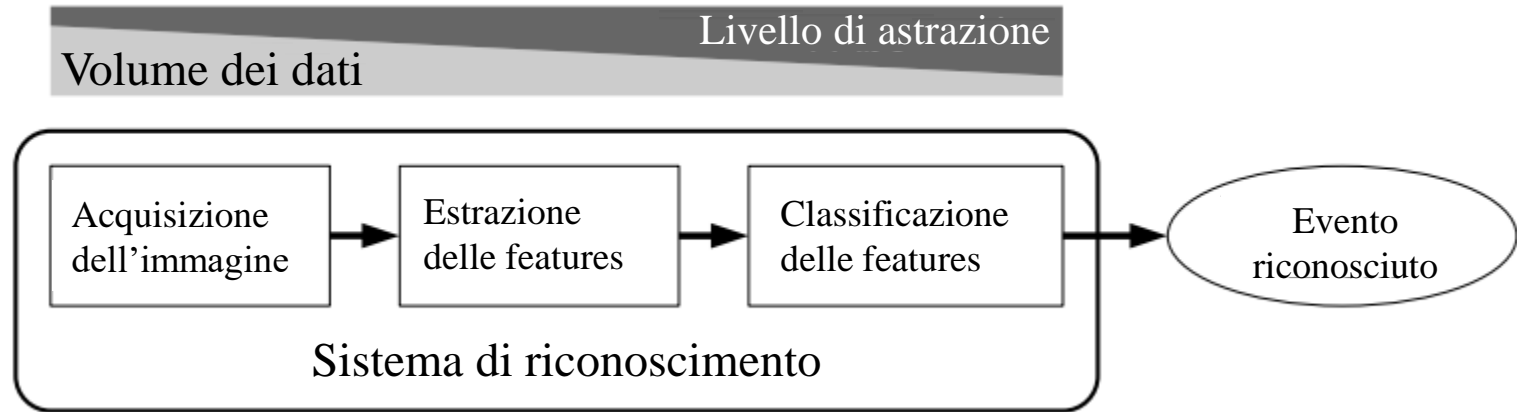 Livello di astrazione
Volume dei dati
Acquisizione
dell’immagine
Estrazione
delle features
Classificazione
delle features
Evento
riconosciuto
Sistema di riconoscimento